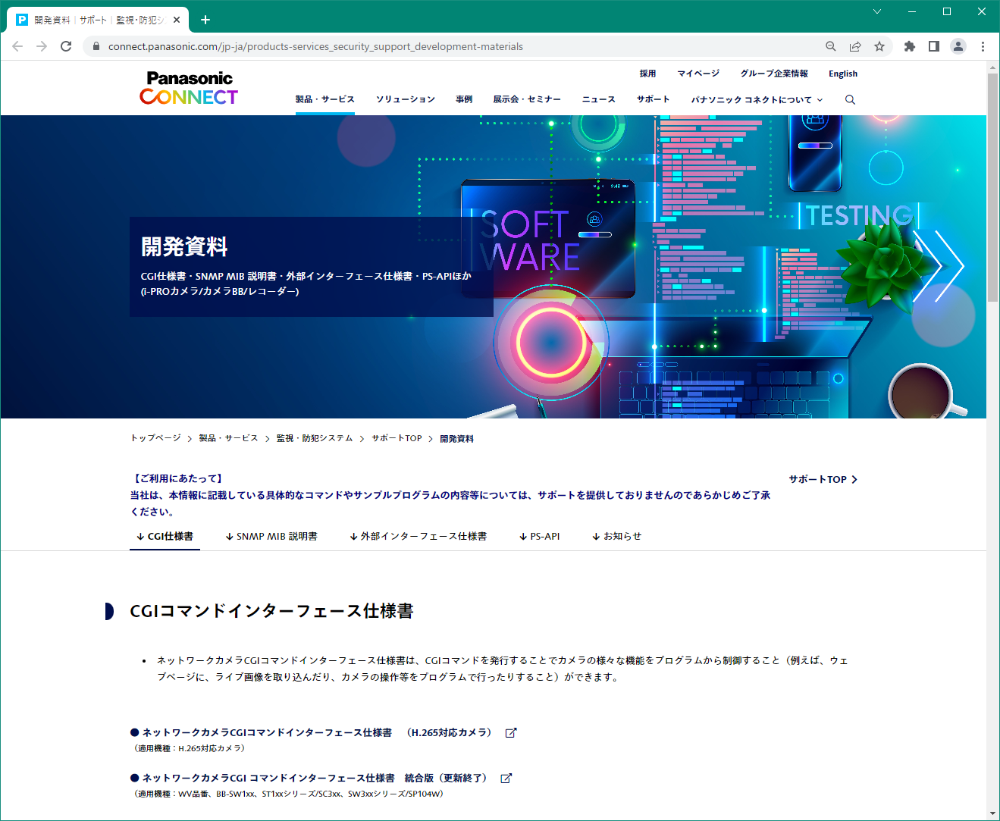 開発資料｜サポート｜監視・防犯シ
connect.panasonic.com/jp-ja/products-services_security_support_development-materials
Panasonic
CONNECT
採用 マイページ グループ企業情報 English
製品・サービス ソリューション 事例 展示会・セミナー ニュース サポート パナソニック コネクトについて
SOFT
WARE
TESTING
開発資料
CGI仕様書・SNMP MIB 説明書・外部インターフェース仕様書・PS-APIほか
(i-PROカメラ/カメラBB/レコーダー)
トップページ 製品・サービス 監視・防犯システム サポートTOP 開発資料
【ご利用にあたって】
サポートTOP
当社は、本情報に記載している具体的なコマンドやサンプルプログラムの内容等については、サポートを提供しておりませんのであらかじめご了承
ください。
↓ CGI仕様書 ↓ SNMP MIB 説明書 ↓ 外部インターフェース仕様書 ↓ PS-API ↓ お知らせ
CGIコマンドインターフェース仕様書
• ネットワークカメラCGIコマンドインターフェース仕様書は、CGIコマンドを発行することでカメラの様々な機能をプログラムから制御すること（例えば、ウェ
ブページに、ライブ画像を取り込んだり、カメラの操作等をプログラムで行ったりすること）ができます。
● ネットワークカメラCGIコマンドインターフェース仕様書　（H.265対応カメラ）
（適用機種：H.265対応カメラ）
● ネットワークカメラCGI コマンドインターフェース仕様書　統合版（更新終了）
（適用機種：WV品番、BB-SW1xx、ST1xxシリーズ/SC3xx、SW3xxシリーズ/SP104W）